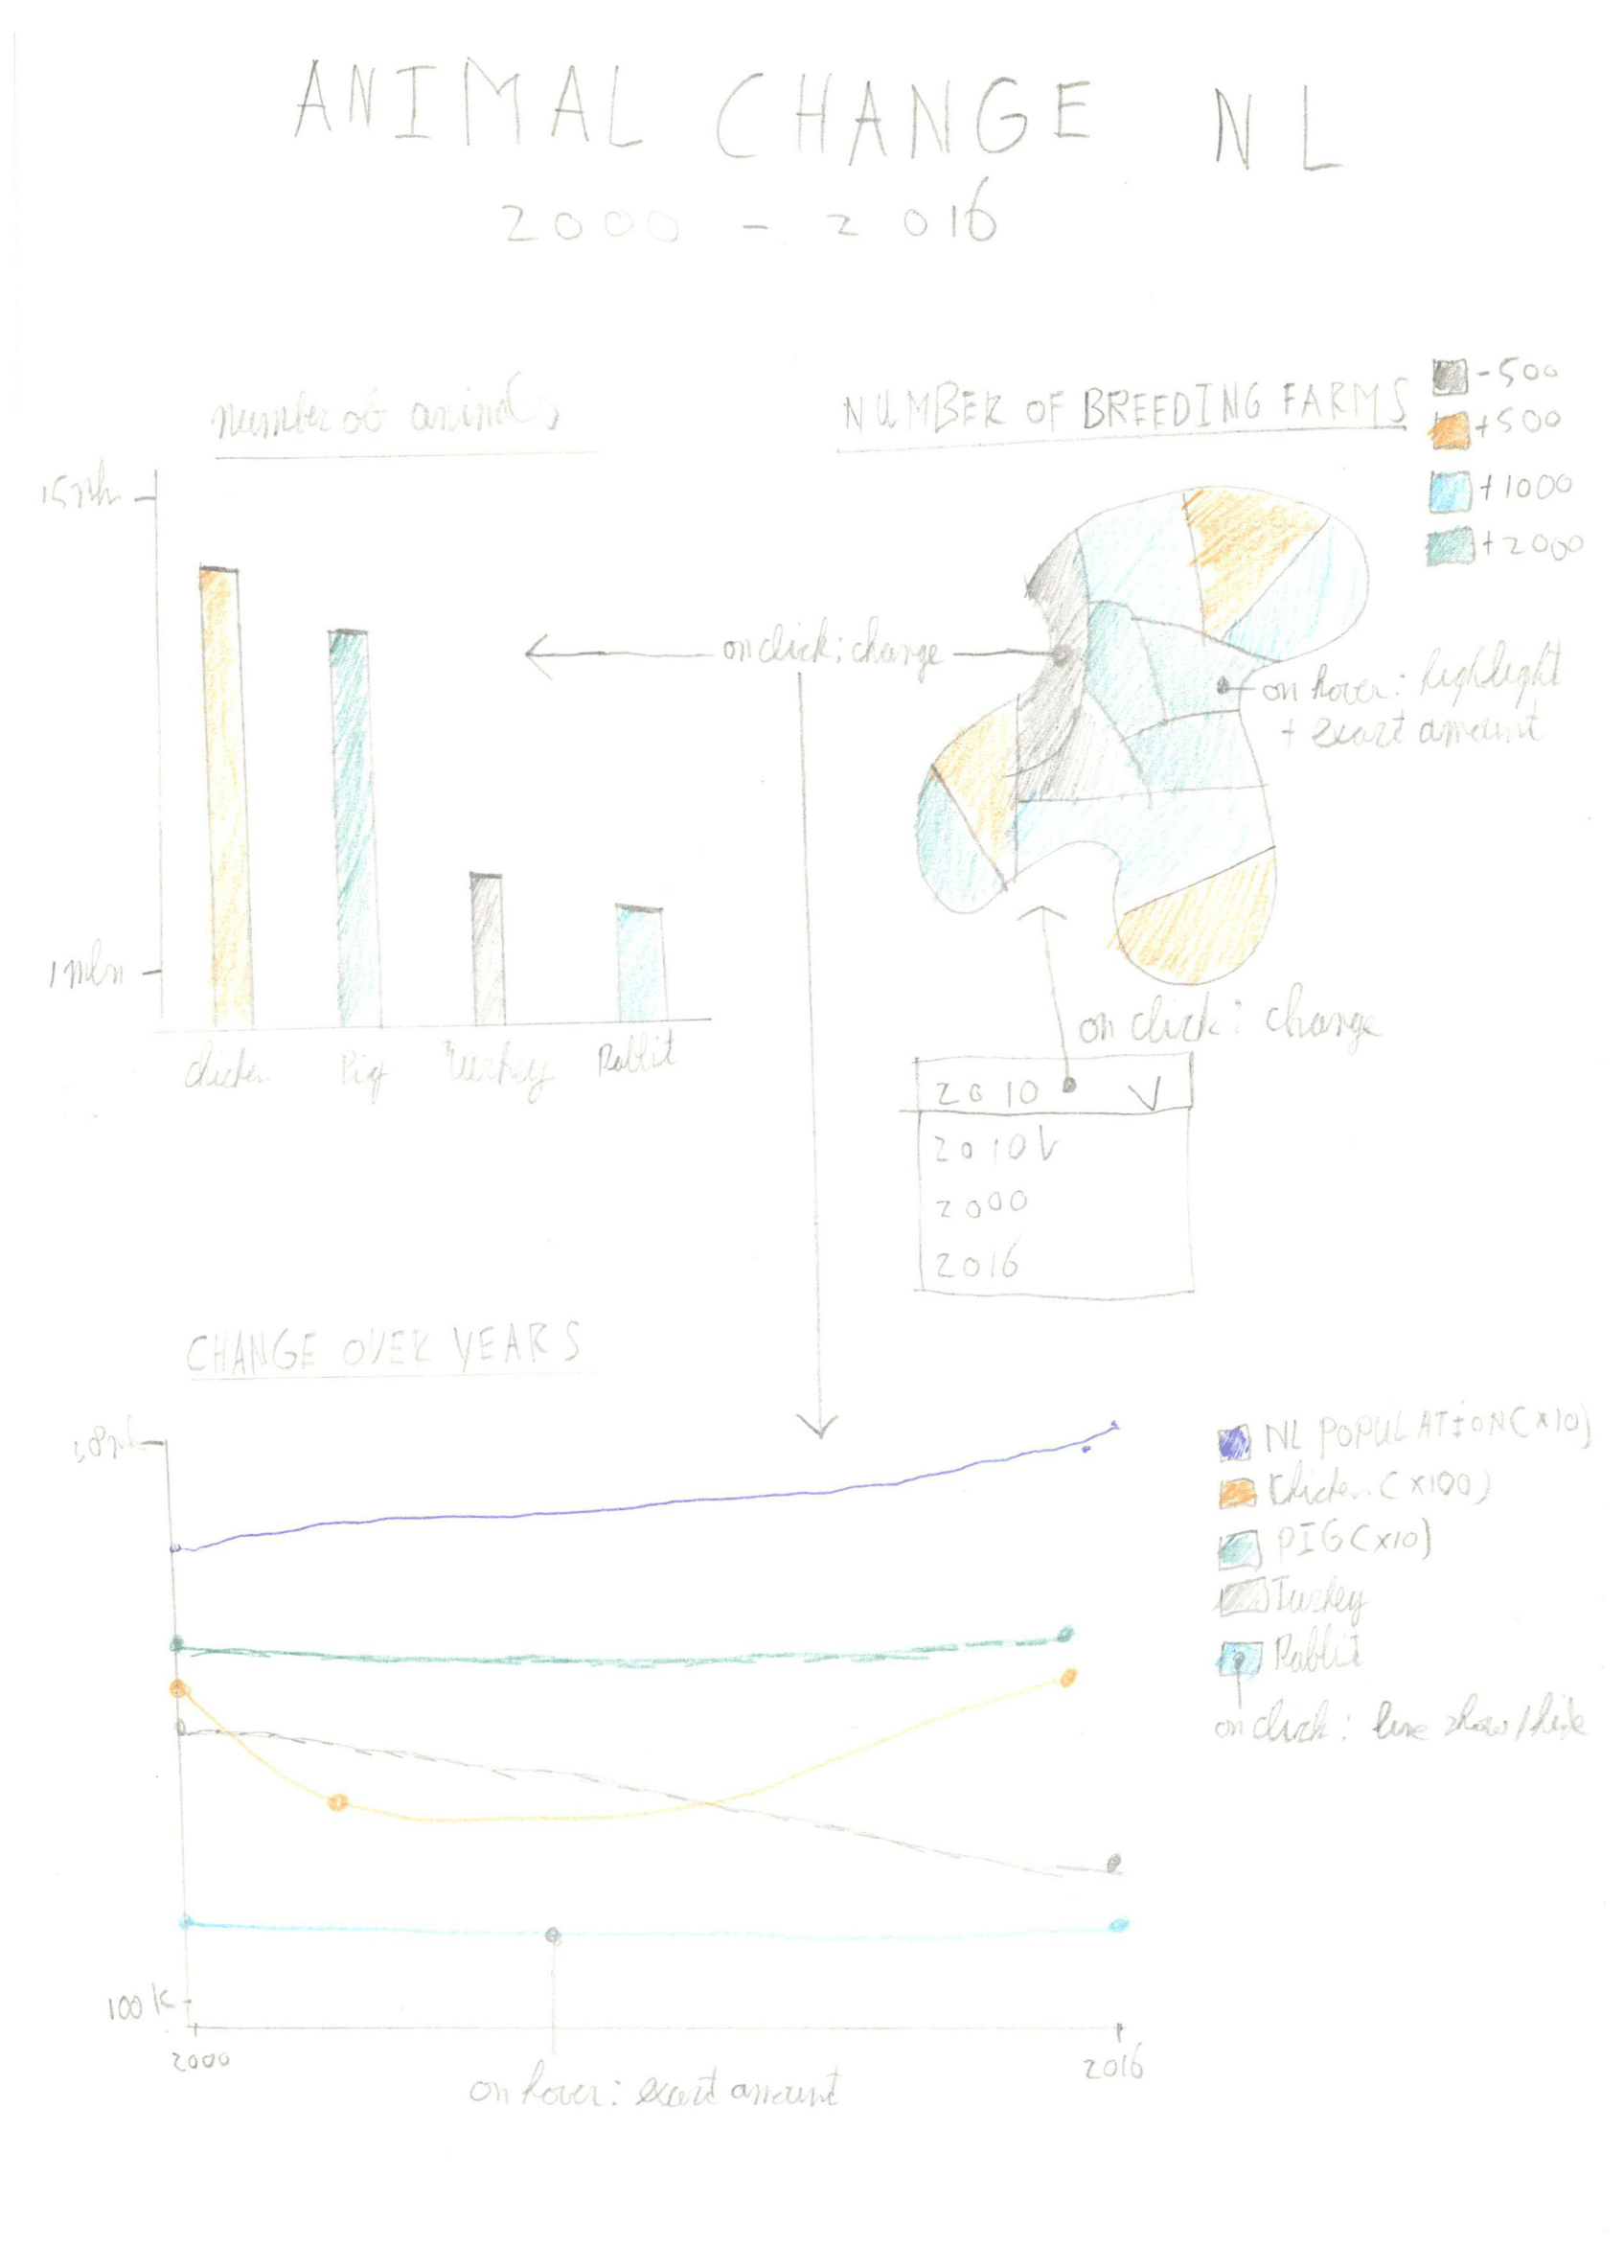 ANIMAL CHANGE NL
2000 - 2016
number of animals
15 mln
1 mln
chicken
Pig
Turkey
Rabbit
NUMBER OF BREEDING FARMS
-500
+500
+1000
+2000
on click: change
on hover: highlight
+ exact amount
on click: change
2010 V
2010 V
2000
2016
CHANGE OVER YEARS
100 K
2000
2016
on hover: exact amount
NL POPULATION (x10)
Chicken (x100)
PIG (x10)
Turkey
Rabbit
on click: line show/hide